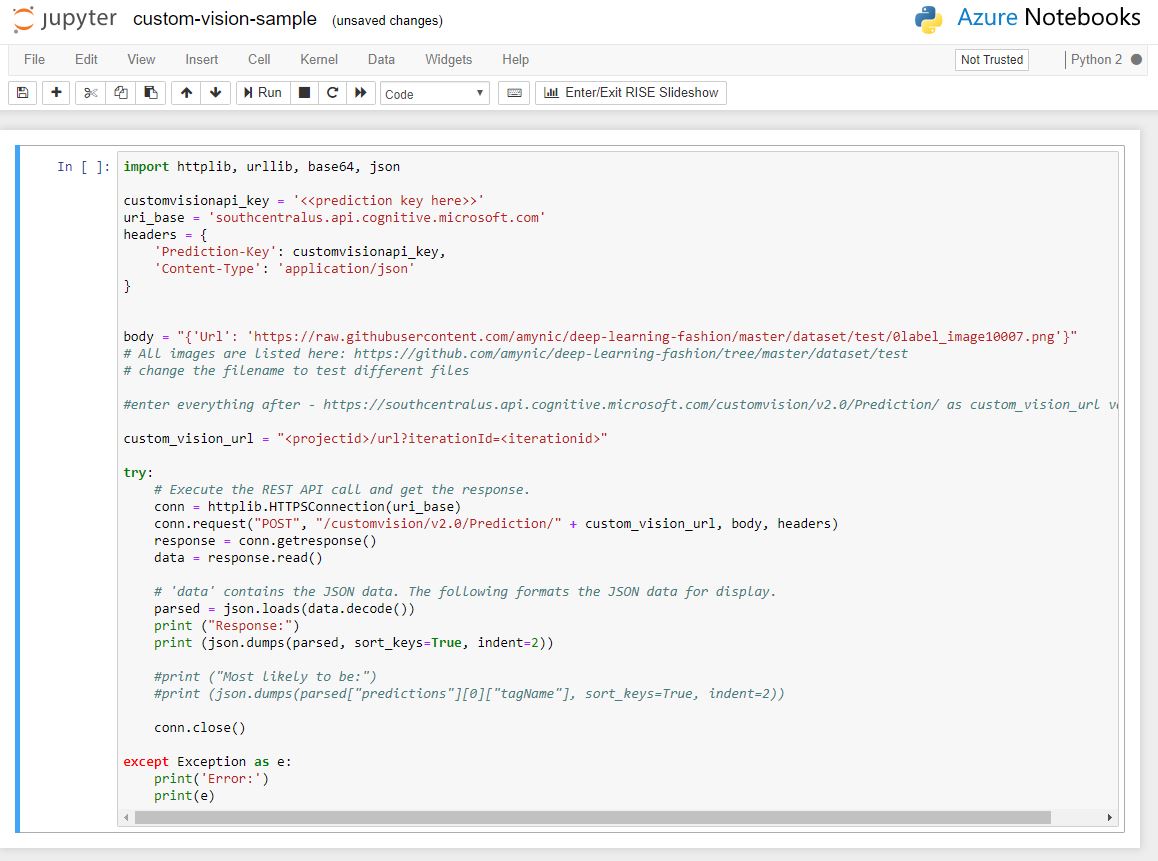 jupyter custom-vision-sample (unsaved changes) Azure Notebooks
File Edit View Insert Cell Kernel Data Widgets Help Not Trusted Python 2
Run Code Enter/Exit RISE Slideshow
In [ ]: import httplib, urllib, base64, json
customvisionapi_key = '<<prediction key here>>'
uri_base = 'southcentralus.api.cognitive.microsoft.com'
headers = {
    'Prediction-Key': customvisionapi_key,
    'Content-Type': 'application/json'
}
body = "{'Url': 'https://raw.githubusercontent.com/amynic/deep-learning-fashion/master/dataset/test/0label_image10007.png'}"
# All images are listed here: https://github.com/amynic/deep-learning-fashion/tree/master/dataset/test
# change the filename to test different files
#enter everything after - https://southcentralus.api.cognitive.microsoft.com/customvision/v2.0/Prediction/ as custom_vision_url
custom_vision_url = "<projectid>/url?iterationId=<iterationid>"
try:
    # Execute the REST API call and get the response.
    conn = httplib.HTTPSConnection(uri_base)
    conn.request("POST", "/customvision/v2.0/Prediction/" + custom_vision_url, body, headers)
    response = conn.getresponse()
    data = response.read()
    # 'data' contains the JSON data. The following formats the JSON data for display.
    parsed = json.loads(data.decode())
    print ("Response:")
    print (json.dumps(parsed, sort_keys=True, indent=2))
    #print ("Most likely to be:")
    #print (json.dumps(parsed["predictions"][0]["tagName"], sort_keys=True, indent=2))
    conn.close()
except Exception as e:
    print('Error:')
    print(e)